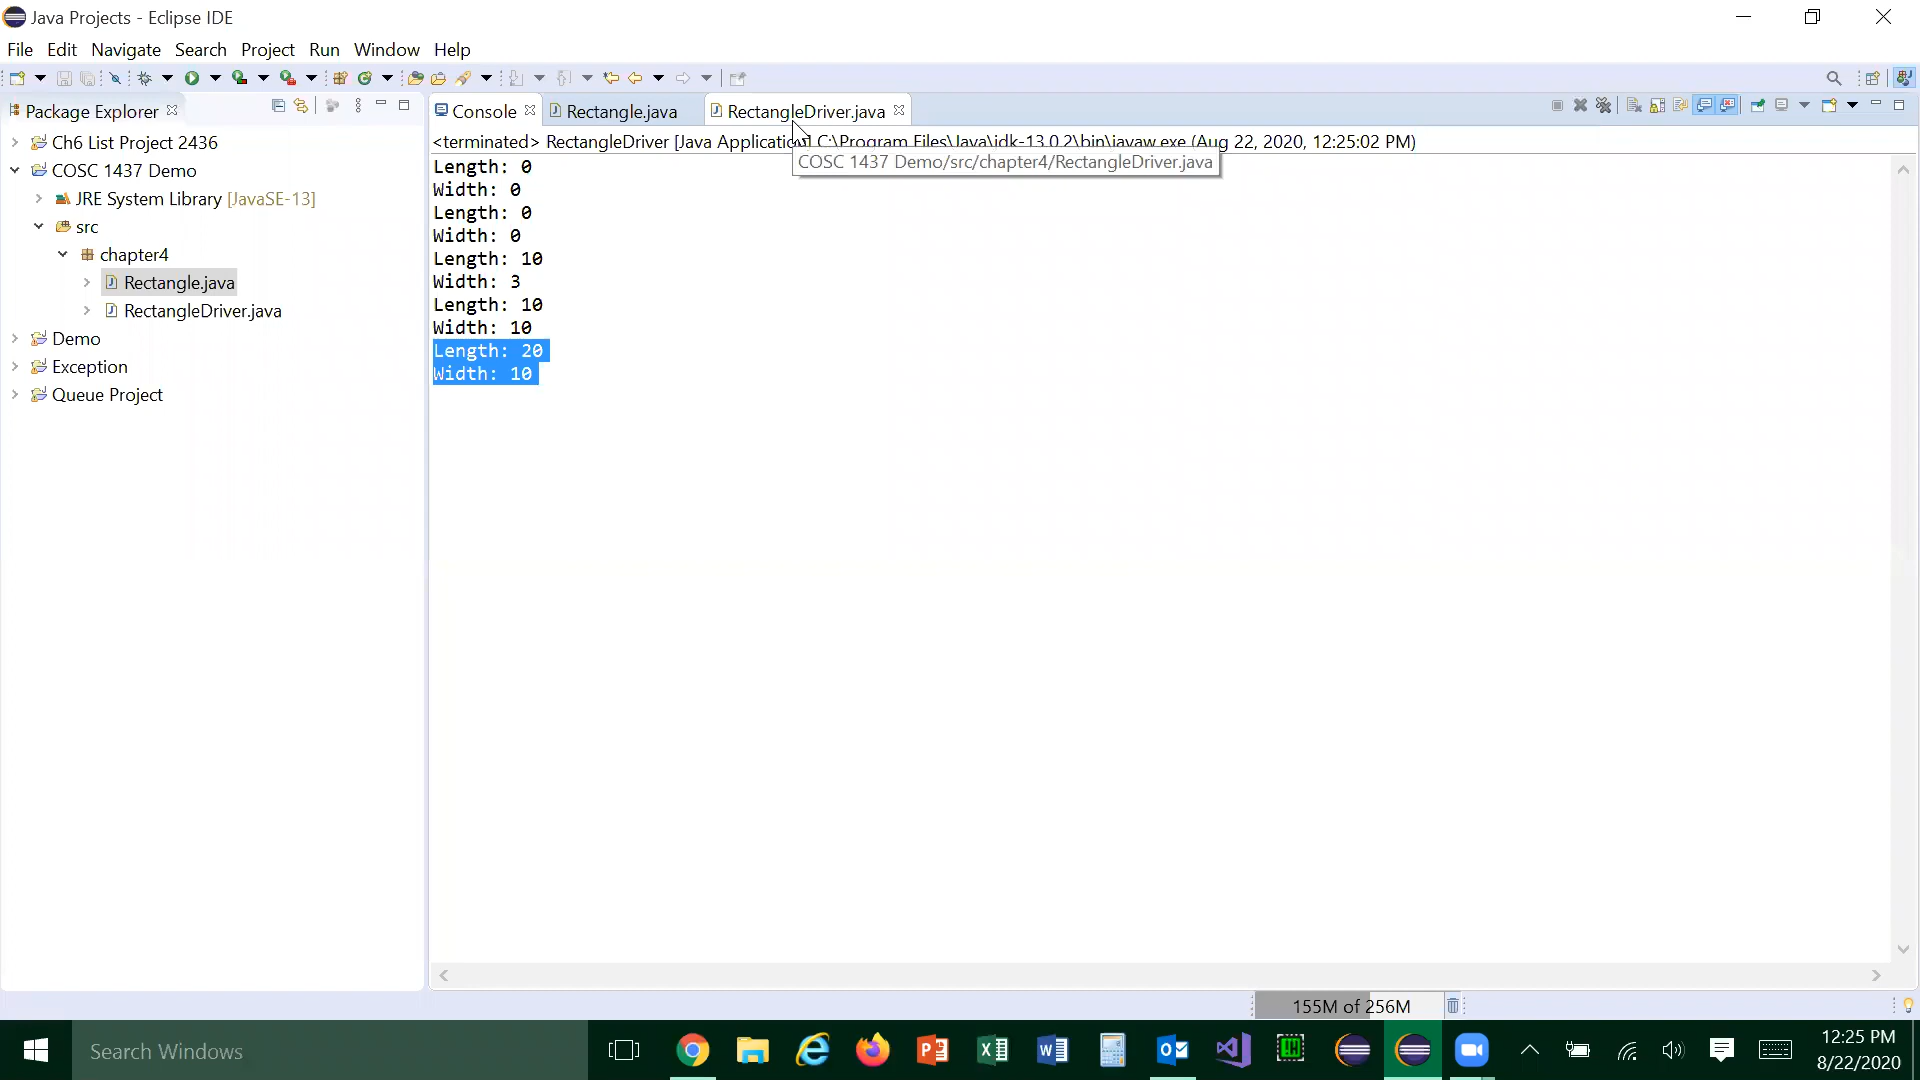 Java Projects - Eclipse IDE
File Edit Navigate Search Project Run Window Help
Package Explorer
Console Rectangle.java RectangleDriver.java
Ch6 List Project 2436
COSC 1437 Demo
JRE System Library [JavaSE-13]
src
chapter4
Rectangle.java
RectangleDriver.java
Demo
Exception
Queue Project
<terminated> RectangleDriver [Java Application] C:\Program Files\Java\jdk-13.0.2\bin\javaw.exe (Aug 22, 2020, 12:25:02 PM)
COSC 1437 Demo/src/chapter4/RectangleDriver.java
Length: 0
Width: 0
Length: 0
Width: 0
Length: 10
Width: 3
Length: 10
Width: 10
Length: 20
Width: 10
155M of 256M
Search Windows
12:25 PM
8/22/2020